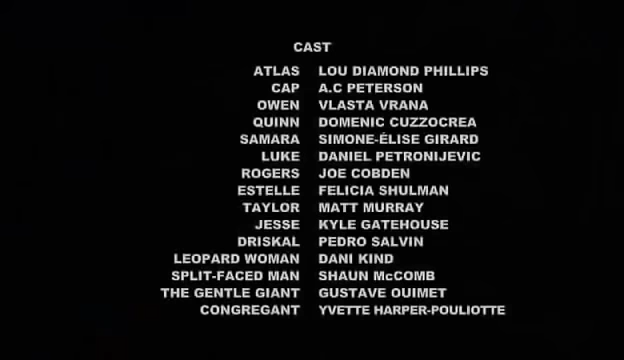 CAST
ATLAS LOU DIAMOND PHILLIPS
CAP A.C PETERSON
OWEN VLASTA VRANA
QUINN DOMENIC CUZZOCREA
SAMARA SIMONE-ÉLISE GIRARD
LUKE DANIEL PETRONIJEVIC
ROGERS JOE COBDEN
ESTELLE FELICIA SHULMAN
TAYLOR MATT MURRAY
JESSE KYLE GATEHOUSE
DRISKAL PEDRO SALVIN
LEOPARD WOMAN DANI KIND
SPLIT-FACED MAN SHAUN McCOMB
THE GENTLE GIANT GUSTAVE OUIMET
CONGREGANT YVETTE HARPER-POULIOTTE